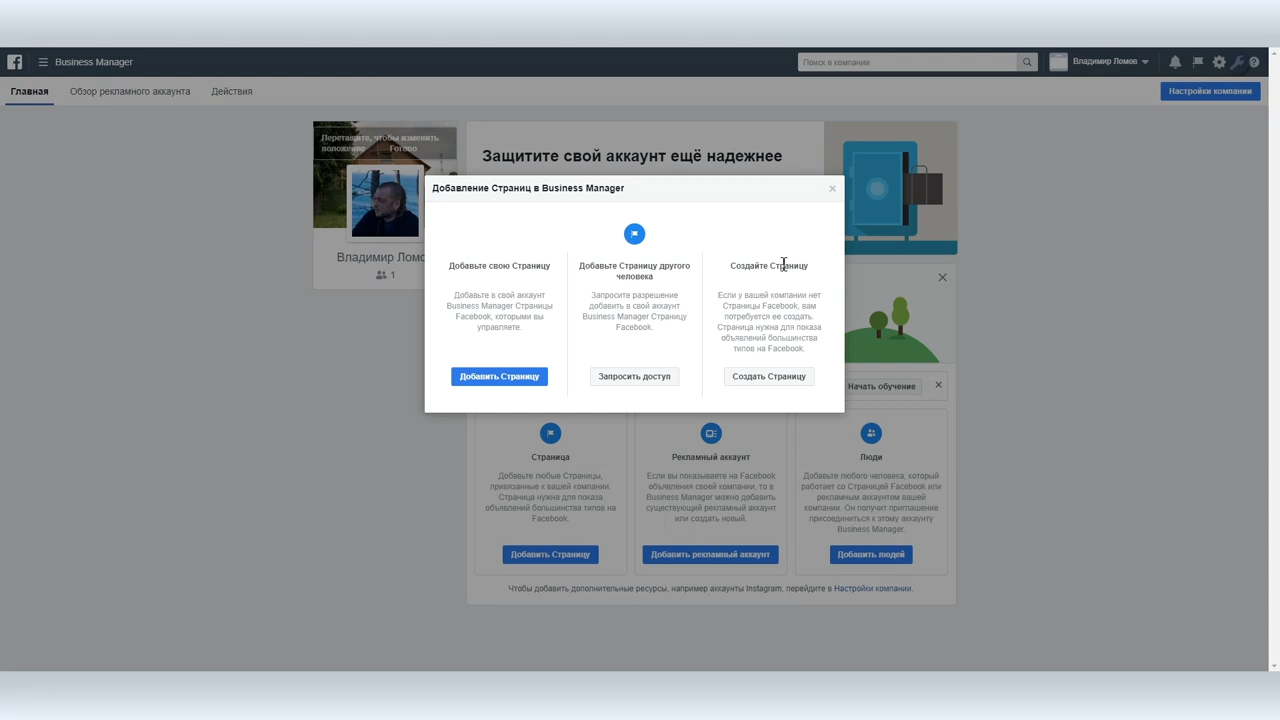 Business Manager
Поиск в компании
Владимир Ломов
Главная
Обзор рекламного аккаунта
Действия
Настройки компании
Перетащите, чтобы изменить
положение
Готово
Защитите свой аккаунт ещё надежнее
Владимир Ломо
1
Добавление Страниц в Business Manager
Добавьте свою Страницу
Добавьте в свой аккаунт
Business Manager Страницы
Facebook, которыми вы
управляете.
Добавить Страницу
Добавьте Страницу другого
человека
Запросите разрешение
добавить в свой аккаунт
Business Manager Страницу
Facebook.
Запросить доступ
Создайте Страницу
Если у вашей компании нет
Страницы Facebook, вам
потребуется ее создать.
Страница нужна для показа
объявлений большинства
типов на Facebook.
Создать Страницу
Начать обучение
Страница
Добавьте любые Страницы,
привязанные к вашей компании.
Страница нужна для показа
объявлений большинства типов на
Facebook.
Добавить Страницу
Рекламный аккаунт
Если вы показываете на Facebook
объявления своей компании, то в
Business Manager можно добавить
существующий рекламный аккаунт
или создать новый.
Добавить рекламный аккаунт
Люди
Добавьте любого человека, который
работает со Страницей Facebook или
рекламным аккаунтом вашей
компании. Он получит приглашение
присоединиться к этому аккаунту
Business Manager.
Добавить людей
Чтобы добавить дополнительные ресурсы, например аккаунты Instagram, перейдите в Настройки компании.